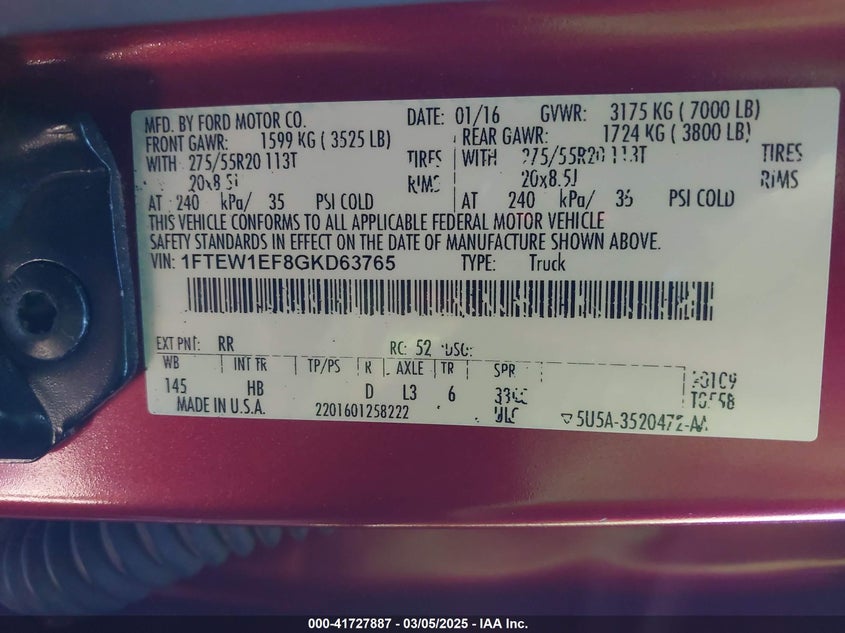 MFD. BY FORD MOTOR CO. DATE: 01/16 GVWR: 3175 KG ( 7000 LB)
FRONT GAWR: 1599 KG ( 3525 LB) REAR GAWR: 1724 KG ( 3800 LB)
WITH 275/55R20 113T TIRES WITH 275/55R20 113T TIRES
20x8.5J RIMS 20x8.5J RIMS
AT 240 kPa/ 35 PSI COLD AT 240 kPa/ 35 PSI COLD
THIS VEHICLE CONFORMS TO ALL APPLICABLE FEDERAL MOTOR VEHICLE
SAFETY STANDARDS IN EFFECT ON THE DATE OF MANUFACTURE SHOWN ABOVE.
VIN: 1FTEW1EF8GKD63765 TYPE: Truck
EXT PNT: RR RC: 52 DSO:
WB INT TR TP/PS R AXLE TR SPR
145 HB D L3 6
MADE IN U.S.A. 2201601258222 5U5A-3520472-AA
000-41727887 - 03/05/2025 - IAA Inc.